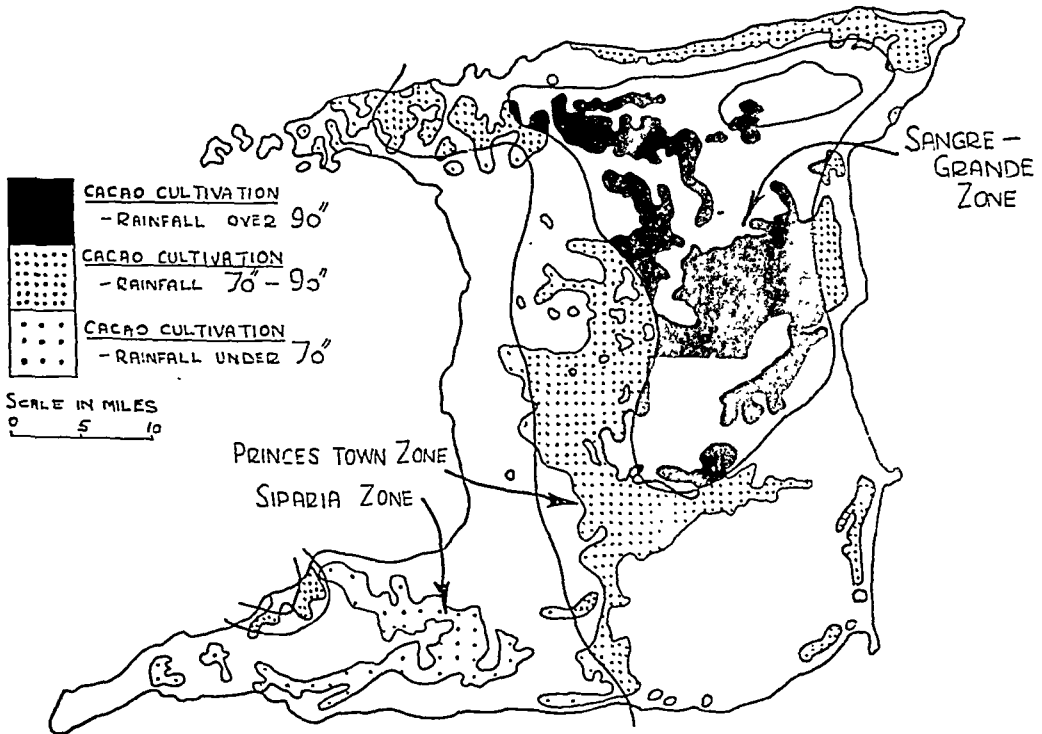 SANGRE-
GRANDE
ZONE
CACAO CULTIVATION
- RAINFALL OVER 90"
CACAO CULTIVATION
- RAINFALL 70" - 90"
CACAO CULTIVATION
- RAINFALL UNDER 70"
SCALE IN MILES
0 5 10
PRINCES TOWN ZONE
SIPARIA ZONE